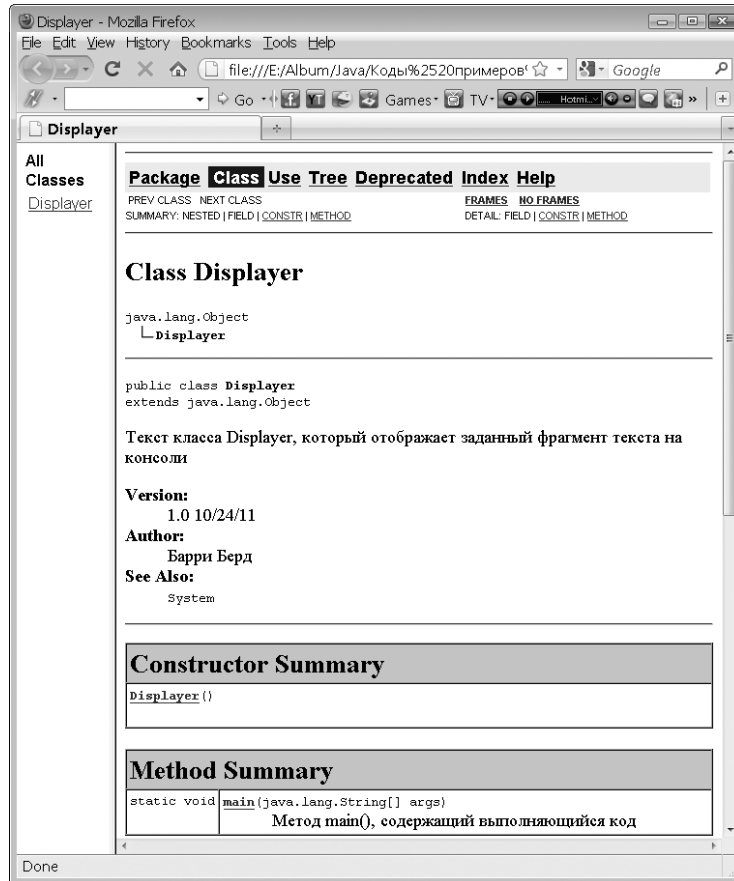 Displayer - Mozilla Firefox
File Edit View History Bookmarks Tools Help
file:///E:/Album/Java/Коды%2520примеров Google
Go Games TV Hotmi...
Displayer
All
Classes
Displayer
Package Class Use Tree Deprecated Index Help
PREV CLASS NEXT CLASS FRAMES NO FRAMES
SUMMARY: NESTED | FIELD | CONSTR | METHOD DETAIL: FIELD | CONSTR | METHOD
Class Displayer
java.lang.Object
Displayer
public class Displayer
extends java.lang.Object
Текст класса Displayer, который отображает заданный фрагмент текста на
консоли
Version:
1.0 10/24/11
Author:
Барри Берд
See Also:
System
Constructor Summary
Displayer()
Method Summary
static void main(java.lang.String[] args)
Метод main(), содержащий выполняющийся код
Done